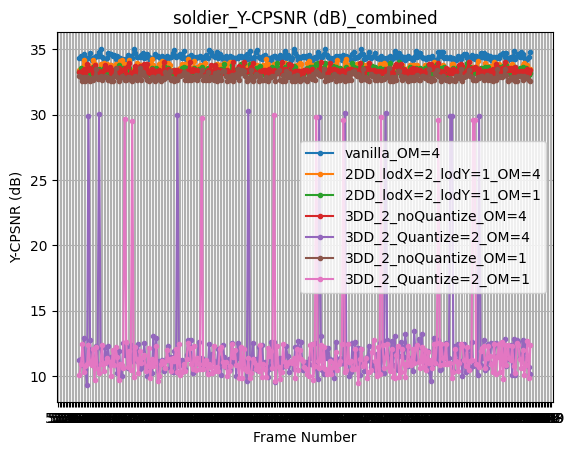 soldier_Y-CPSNR (dB)_combined
35
30
25
20
15
10
Y-CPSNR (dB)
vanilla_OM=4
2DD_lodX=2_lodY=1_OM=4
2DD_lodX=2_lodY=1_OM=1
3DD_2_noQuantize_OM=4
3DD_2_Quantize=2_OM=4
3DD_2_noQuantize_OM=1
3DD_2_Quantize=2_OM=1
Frame Number